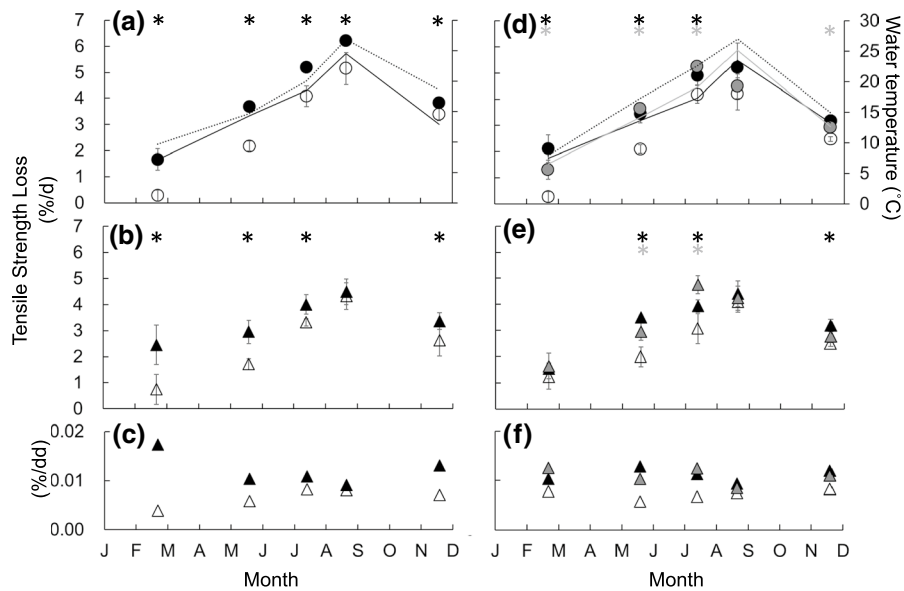 (a)
7
6
5
4
3
2
1
0
* * * * *
(d)
* * *
* * * *
30
25
20
15
10
5
0
Tensile Strength Loss
(%/d)
Water temperature (°C)
(b)
7
6
5
4
3
2
1
0
* * * *
(e)
* * *
* *
(c)
0.02
0.010
0.00
(%/dd)
(f)
J F M A M J J A S O N D
J F M A M J J A S O N D
Month
Month